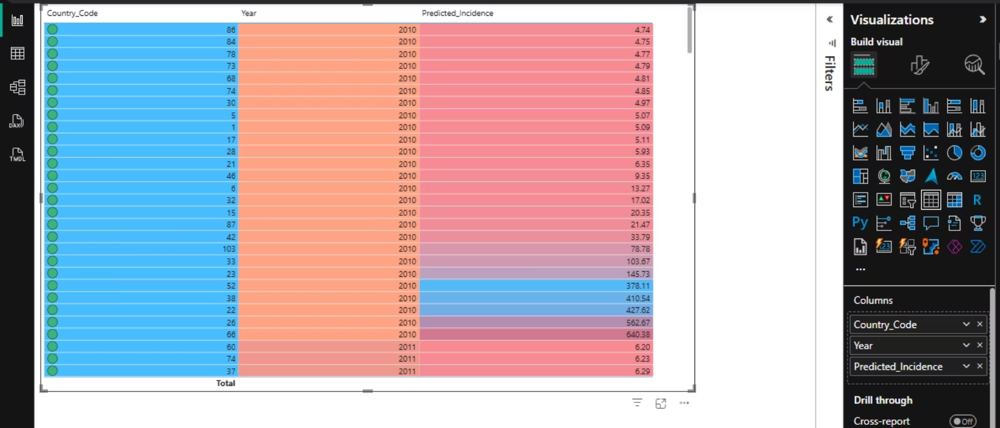 Country_Code Year Predicted_Incidence
86 2010 4.74
84 2010 4.75
78 2010 4.77
73 2010 4.79
68 2010 4.81
74 2010 4.85
30 2010 4.97
5 2010 5.07
1 2010 5.09
17 2010 5.11
28 2010 5.93
21 2010 6.35
46 2010 9.35
6 2010 13.27
32 2010 17.02
15 2010 20.35
87 2010 21.47
42 2010 33.79
103 2010 78.78
33 2010 103.67
23 2010 145.73
52 2010 378.11
38 2010 410.54
22 2010 427.62
26 2010 562.67
66 2010 640.38
60 2011 6.20
74 2011 6.23
37 2011 6.29
Total
DAX
TMDL
Filters
Visualizations
Build visual
123
R
Py
123
...
Columns
Country_Code
Year
Predicted_Incidence
Drill through
Cross-report Off